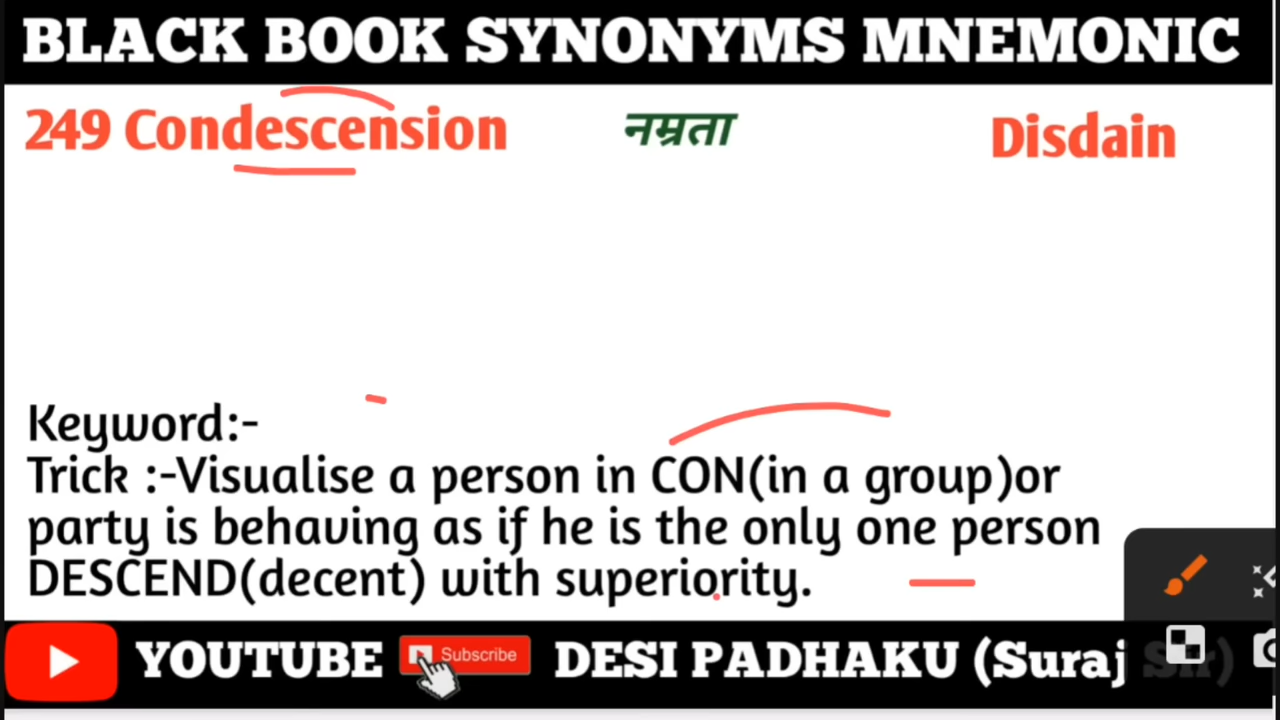 BLACK BOOK SYNONYMS MNEMONIC
249 Condescension नम्रता Disdain
Keyword:-
Trick :-Visualise a person in CON(in a group)or
party is behaving as if he is the only one person
DESCEND(decent) with superiority.
YOUTUBE Subscribe DESI PADHAKU (Suraj Sir)